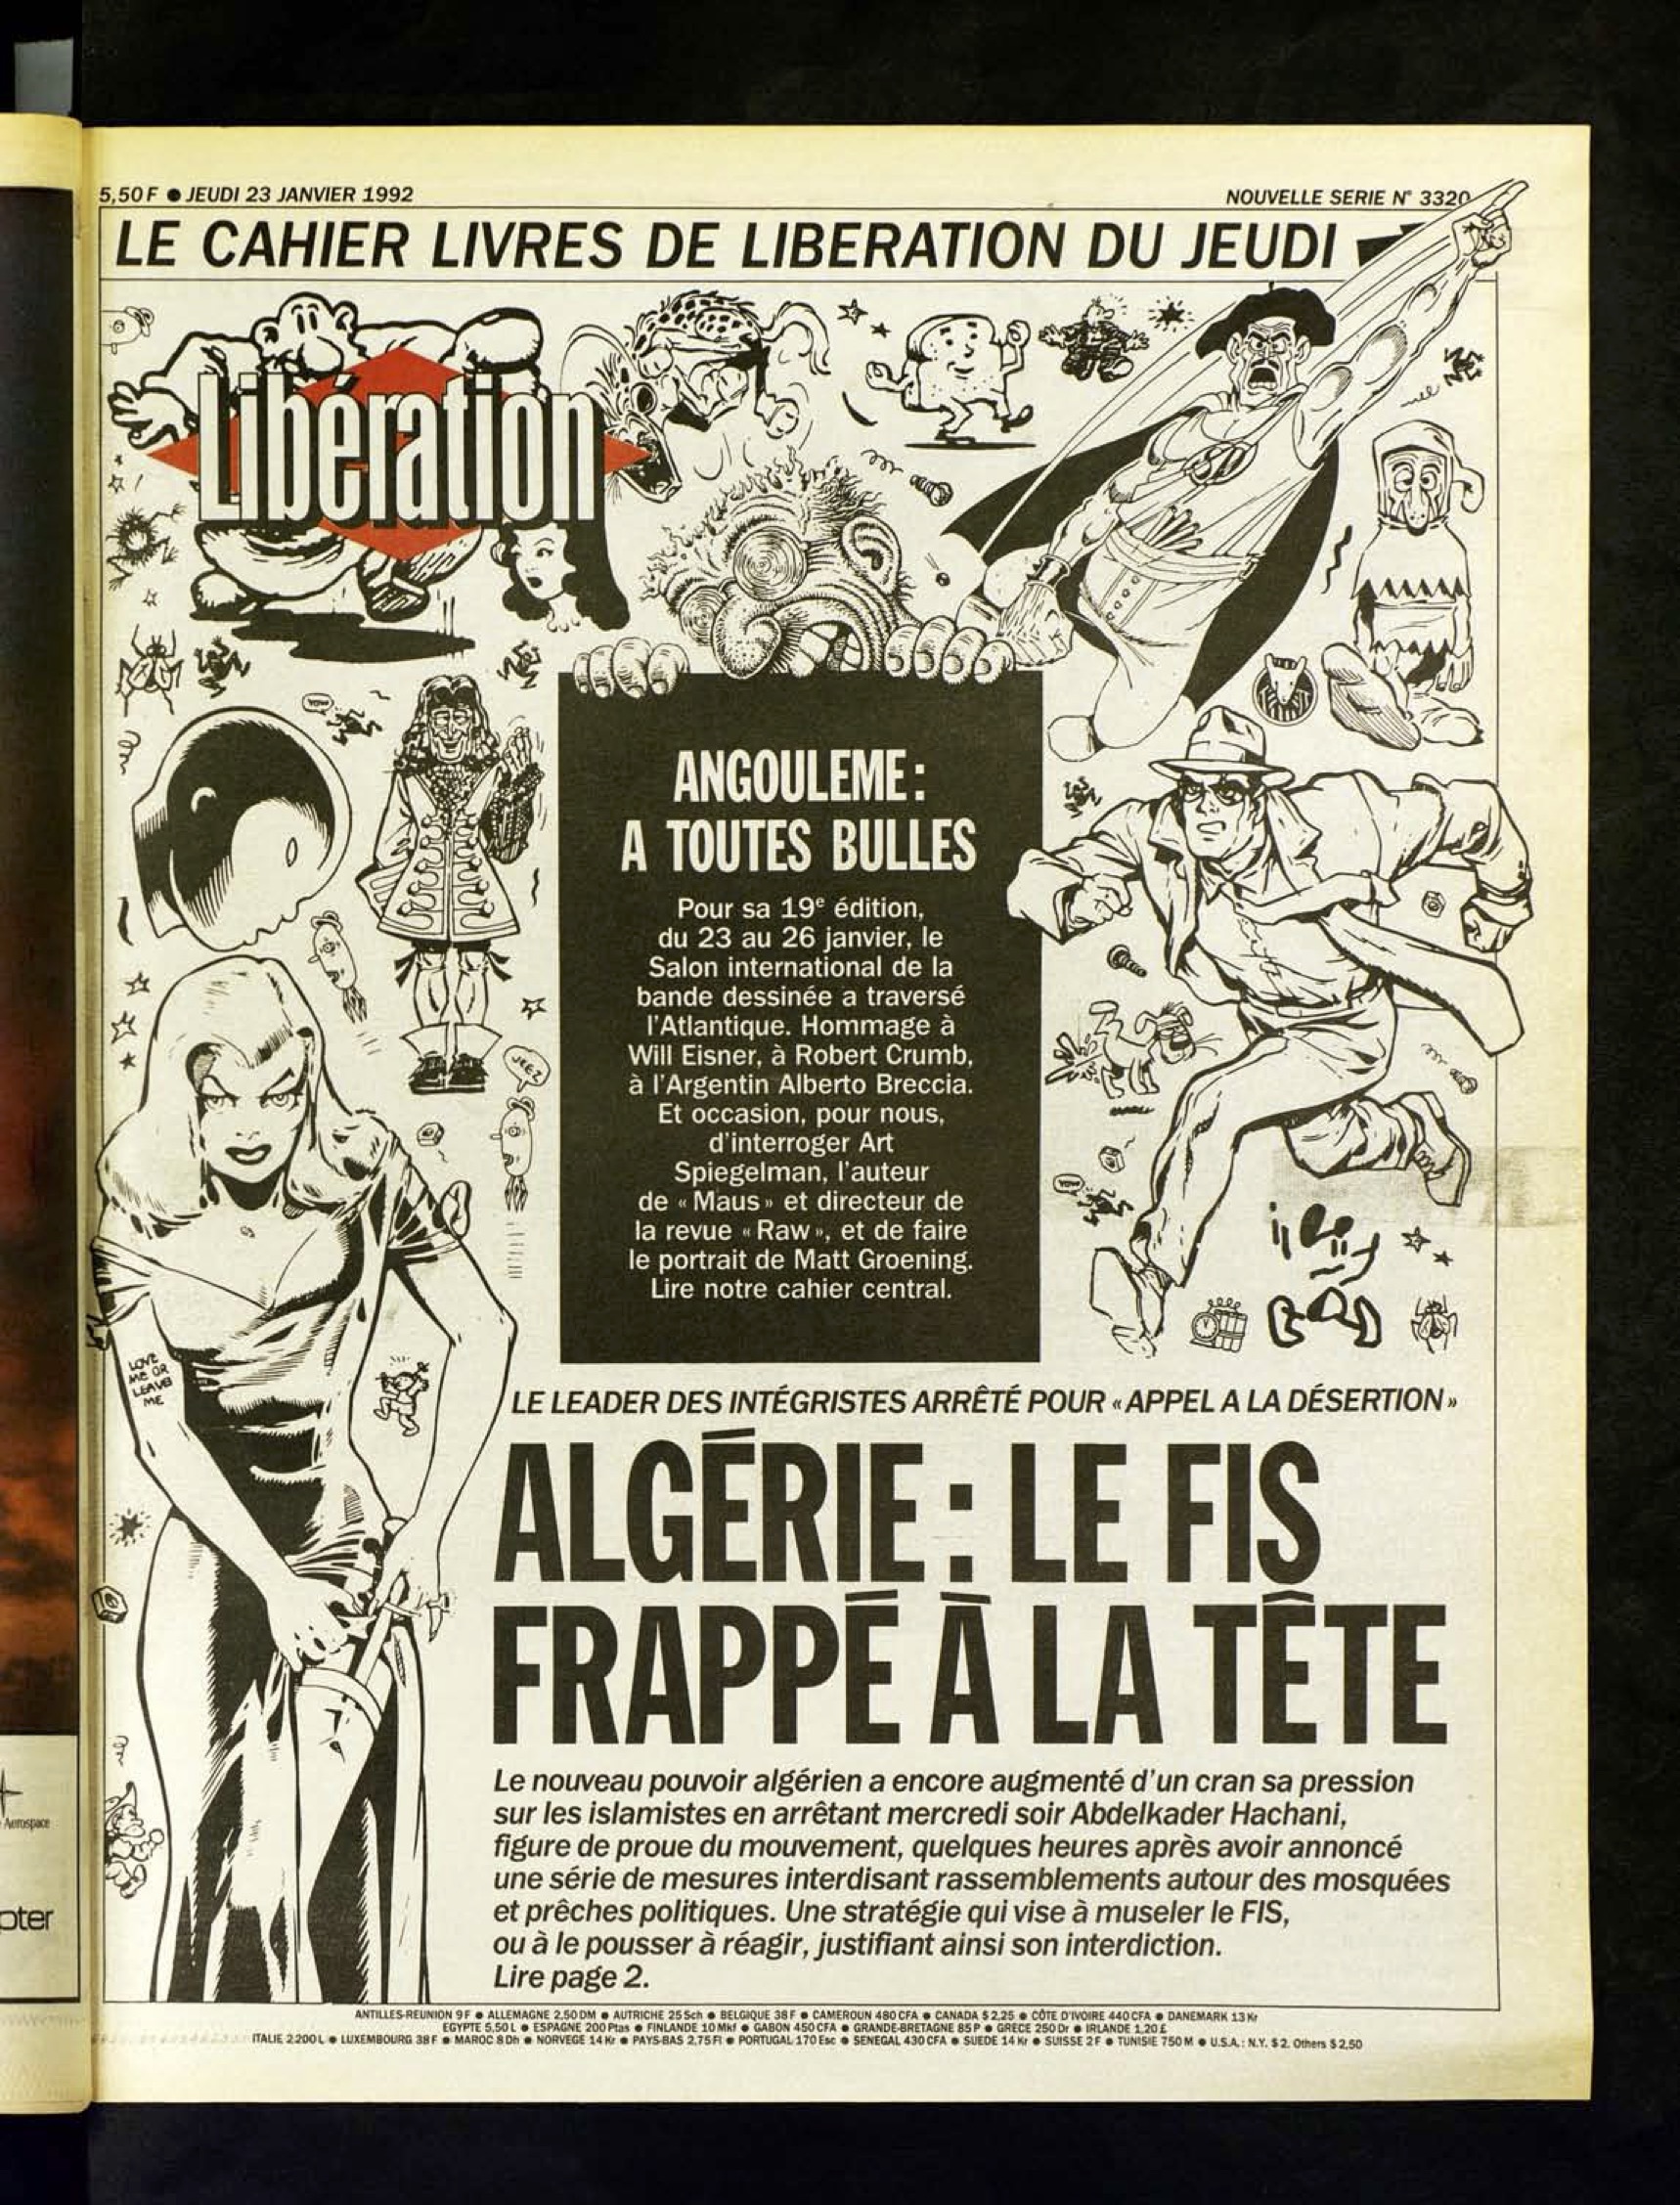 5,50 F ● JEUDI 23 JANVIER 1992
NOUVELLE SERIE N° 3320
LE CAHIER LIVRES DE LIBERATION DU JEUDI
Libération
YOW
ANGOULEME :
A TOUTES BULLES
Pour sa 19e édition,
du 23 au 26 janvier, le
Salon international de la
bande dessinée a traversé
l'Atlantique. Hommage à
Will Eisner, à Robert Crumb,
à l'Argentin Alberto Breccia.
Et occasion, pour nous,
d'interroger Art
Spiegelman, l'auteur
de « Maus » et directeur de
la revue « Raw », et de faire
le portrait de Matt Groening.
Lire notre cahier central.
JEEZ
YOW
LOVE
ME OR
LEAVE
ME
LE LEADER DES INTÉGRISTES ARRÊTÉ POUR « APPEL A LA DÉSERTION »
ALGÉRIE : LE FIS
FRAPPÉ À LA TÊTE
Le nouveau pouvoir algérien a encore augmenté d'un cran sa pression
sur les islamistes en arrêtant mercredi soir Abdelkader Hachani,
figure de proue du mouvement, quelques heures après avoir annoncé
une série de mesures interdisant rassemblements autour des mosquées
et prêches politiques. Une stratégie qui vise à museler le FIS,
ou à le pousser à réagir, justifiant ainsi son interdiction.
Lire page 2.
ANTILLES-REUNION 9 F ● ALLEMAGNE 2,50 DM ● AUTRICHE 25 Sch ● BELGIQUE 38 F ● CAMEROUN 480 CFA ● CANADA $ 2,25 ● CÔTE D'IVOIRE 440 CFA ● DANEMARK 13 Kr
EGYPTE 5,50 L ● ESPAGNE 200 Ptas ● FINLANDE 10 Mkf ● GABON 450 CFA ● GRANDE-BRETAGNE 85 P ● GRECE 250 Dr ● IRLANDE 1,20 £
ITALIE 2 200 L ● LUXEMBOURG 38 F ● MAROC 8 Dh ● NORVEGE 14 Kr ● PAYS-BAS 2,75 Fl ● PORTUGAL 170 Esc ● SENEGAL 430 CFA ● SUEDE 14 Kr ● SUISSE 2 F ● TUNISIE 750 M ● U.S.A. : N.Y. $ 2. Others $ 2,50
Aerospace
pter